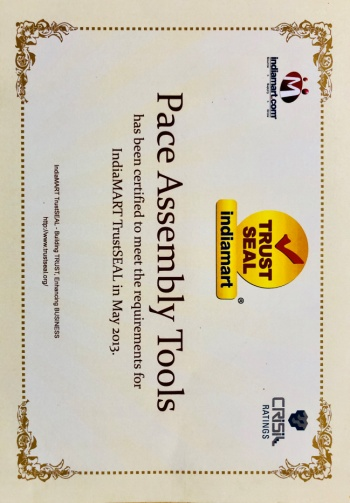 indiamart.com
CRISIL
RATINGS
TRUST
SEAL
indiamart
®
Pace Assembly Tools
has been certified to meet the requirements for
IndiaMART TrustSEAL in May 2013.
IndiaMART TrustSEAL - Building TRUST, Enhancing BUSINESS
http://www.trustseal.org/